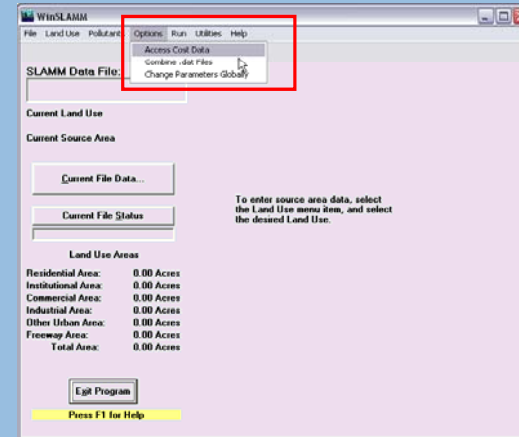 WinSLAMM
File Land Use Pollutants Options Run Utilities Help
Access Cost Data
Combine .dat Files
Change Parameters Globally
SLAMM Data File:
Current Land Use
Current Source Area
Current File Data...
Current File Status
To enter source area data, select
the Land Use menu item, and select
the desired Land Use.
Land Use Areas
Residential Area: 0.00 Acres
Institutional Area: 0.00 Acres
Commercial Area: 0.00 Acres
Industrial Area: 0.00 Acres
Other Urban Area: 0.00 Acres
Freeway Area: 0.00 Acres
Total Area: 0.00 Acres
Exit Program
Press F1 for Help